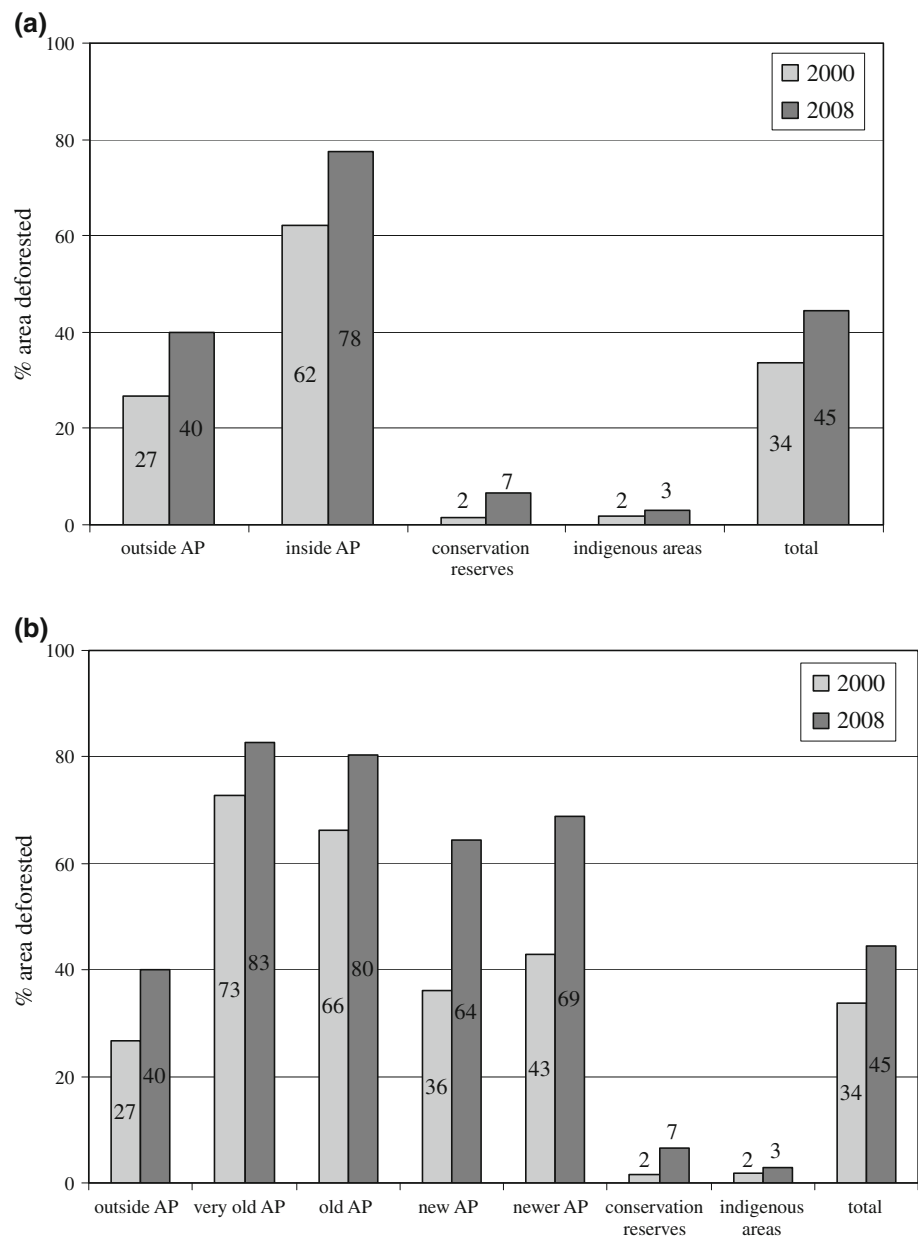 (a)
100
80
60
40
20
0
% area deforested
2000
2008
27
40
62
78
2
7
2
3
34
45
outside AP
inside AP
conservation
reserves
indigenous areas
total
(b)
100
80
60
40
20
0
% area deforested
2000
2008
27
40
73
83
66
80
36
64
43
69
2
7
2
3
34
45
outside AP
very old AP
old AP
new AP
newer AP
conservation
reserves
indigenous
areas
total